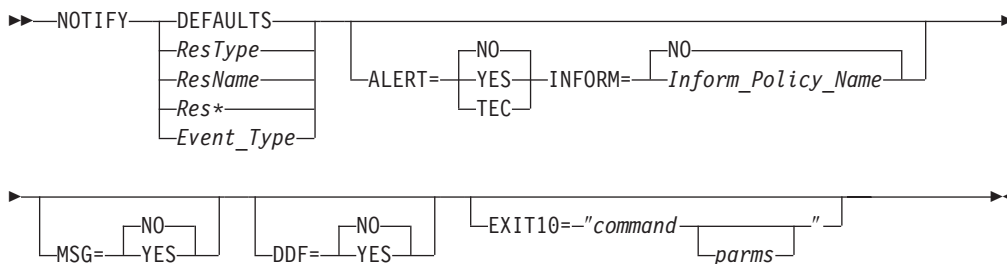 NOTIFY DEFAULTS
ResType NO NO
ResName ALERT= YES INFORM= Inform_Policy_Name
Res* TEC
Event_Type
NO NO EXIT10= "command "
MSG= YES DDF= YES parms